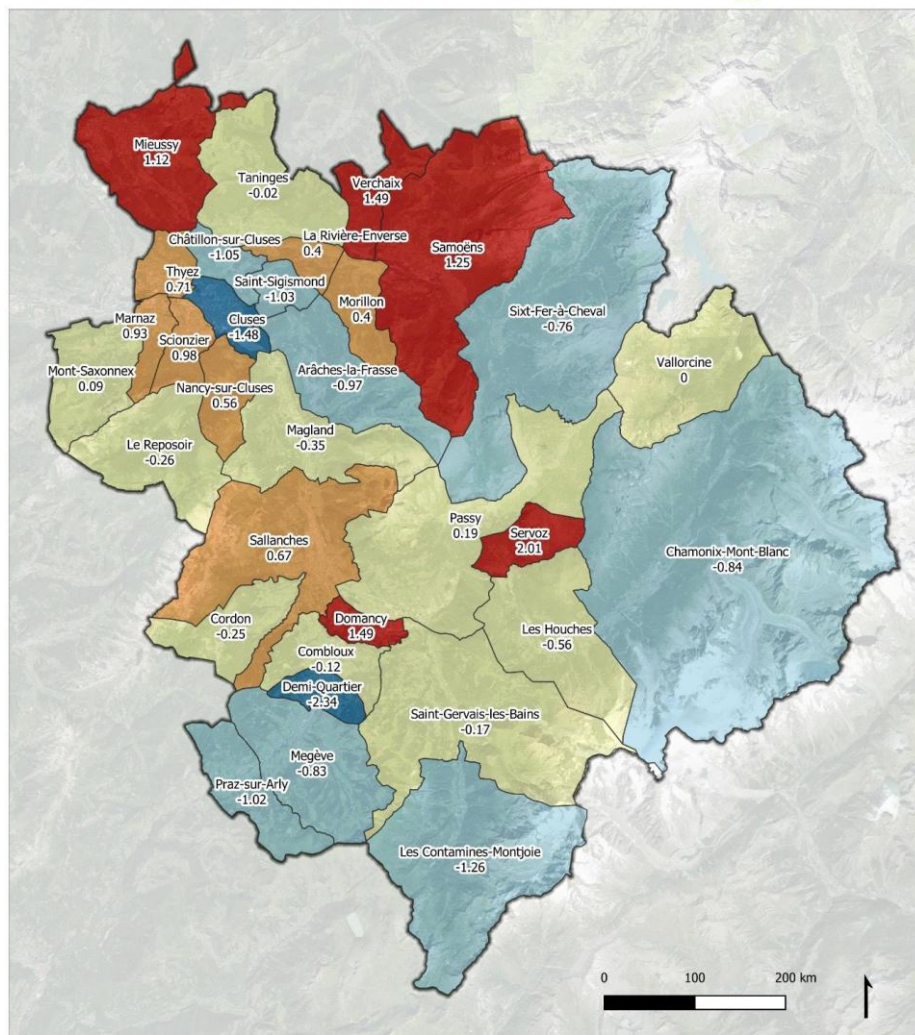 Mieussy
1.12
Taninges
-0.02
Verchaix
1.49
Châtillon-sur-Cluses
-1.05
La Rivière-Enverse
0.4
Samoëns
1.25
Thyez
0.71
Saint-Sigismond
-1.03
Morillon
0.4
Sixt-Fer-à-Cheval
-0.76
Marnaz
0.93
Cluses
-1.48
Scionzier
0.98
Vallorcine
0
Mont-Saxonnex
0.09
Arâches-la-Frasse
-0.97
Nancy-sur-Cluses
0.56
Le Reposoir
-0.26
Magland
-0.35
Passy
0.19
Servoz
2.01
Sallanches
0.67
Chamonix-Mont-Blanc
-0.84
Cordon
-0.25
Domancy
1.49
Les Houches
-0.56
Combloux
-0.12
Demi-Quartier
-2.34
Saint-Gervais-les-Bains
-0.17
Megève
-0.83
Praz-sur-Arly
-1.02
Les Contamines-Montjoie
-1.26
0 100 200 km